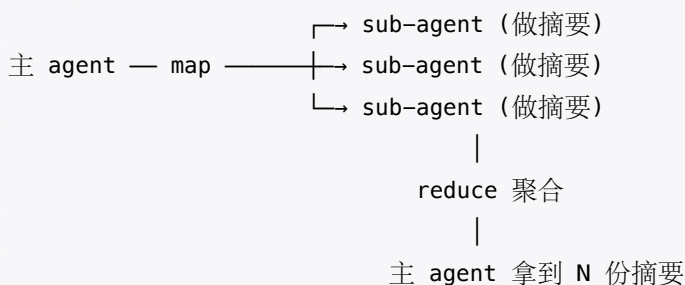 ┌─→ sub-agent (做摘要)
主 agent ── map ──────┼─→ sub-agent (做摘要)
└─→ sub-agent (做摘要)
│
reduce 聚合
│
主 agent 拿到 N 份摘要